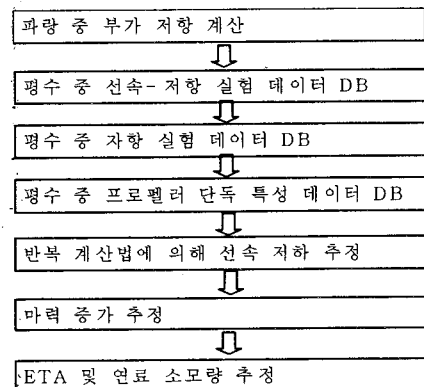 파랑 중 부가 저항 계산
평수 중 선속-저항 실험 데이터 DB
평수 중 자항 실험 데이터 DB
평수 중 프로펠러 단독 특성 데이터 DB
반복 계산법에 의해 선속 저하 추정
마력 증가 추정
ETA 및 연료 소모량 추정